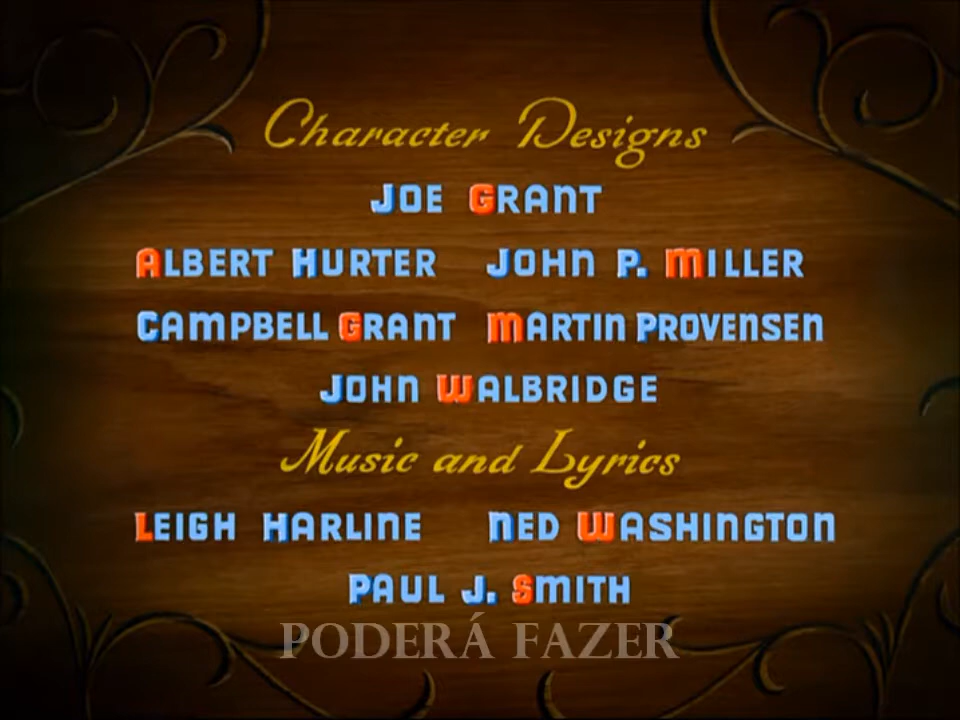 Character Designs
JOE GRANT
ALBERT HURTER JOHN P. MILLER
CAMPBELL GRANT MARTIN PROVENSEN
JOHN WALBRIDGE
Music and Lyrics
LEIGH HARLINE NED WASHINGTON
PAUL J. SMITH
PODERÁ FAZER